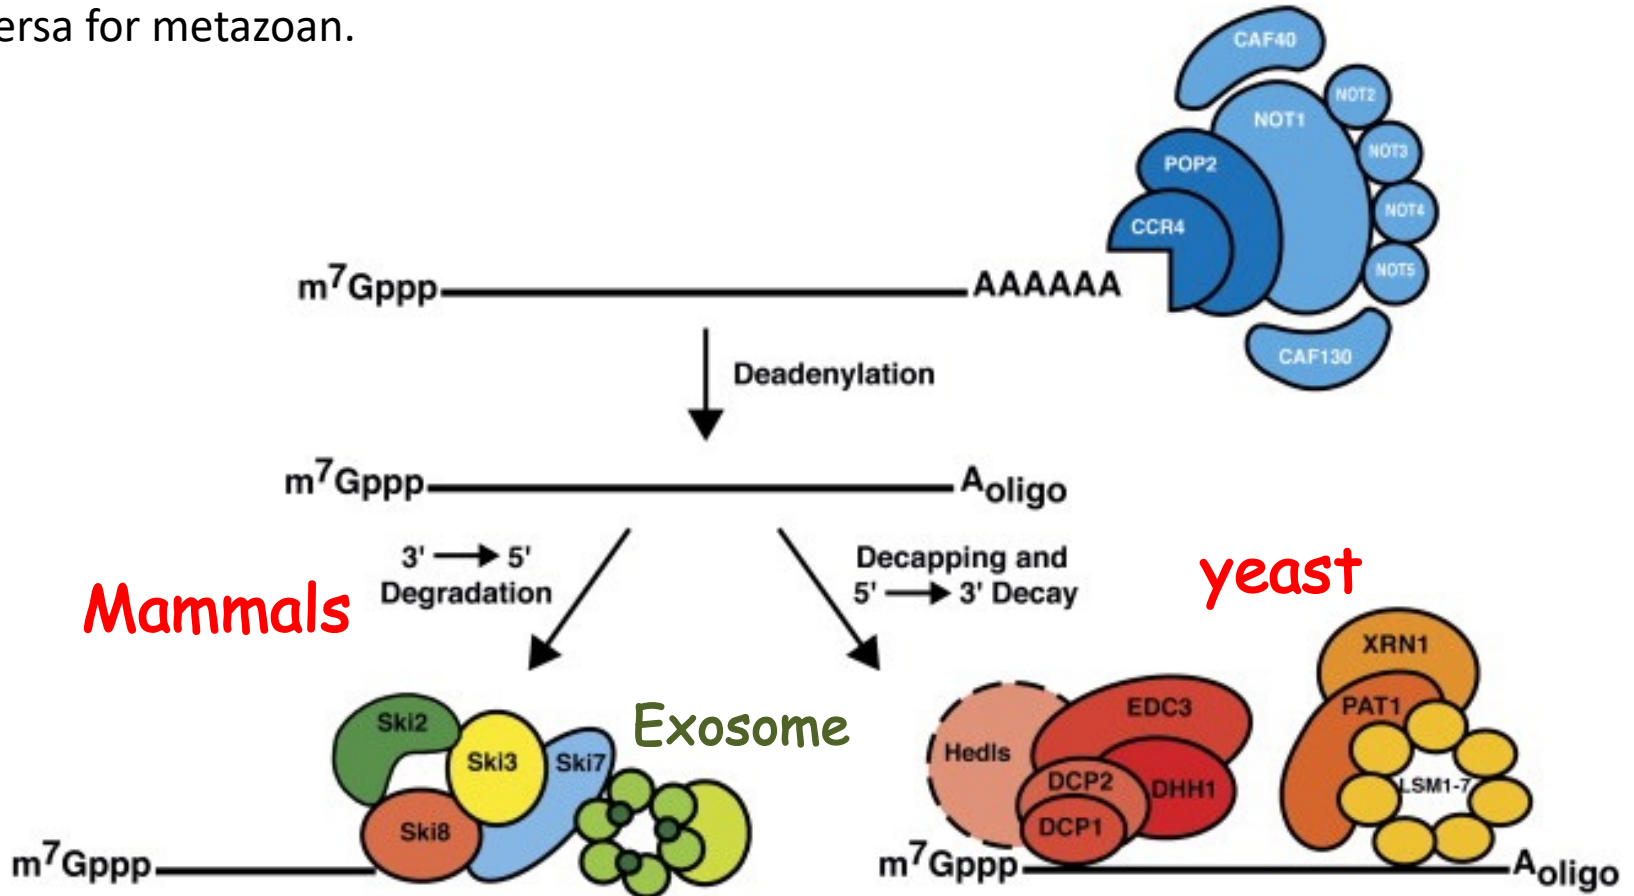 ersa for metazoan.
CAF40
NOT2
NOT1
NOT3
POP2
NOT4
CCR4
NOT5
m⁷Gppp AAAAAA
CAF130
Deadenylation
m⁷Gppp Aoligo
3' → 5'
Degradation
Decapping and
5' → 3' Decay
Mammals
yeast
Ski2
Ski3
Ski7
Ski8
Exosome
m⁷Gppp
XRN1
PAT1
EDC3
Hedls
DCP2
DHH1
DCP1
LSM1-7
m⁷Gppp Aoligo